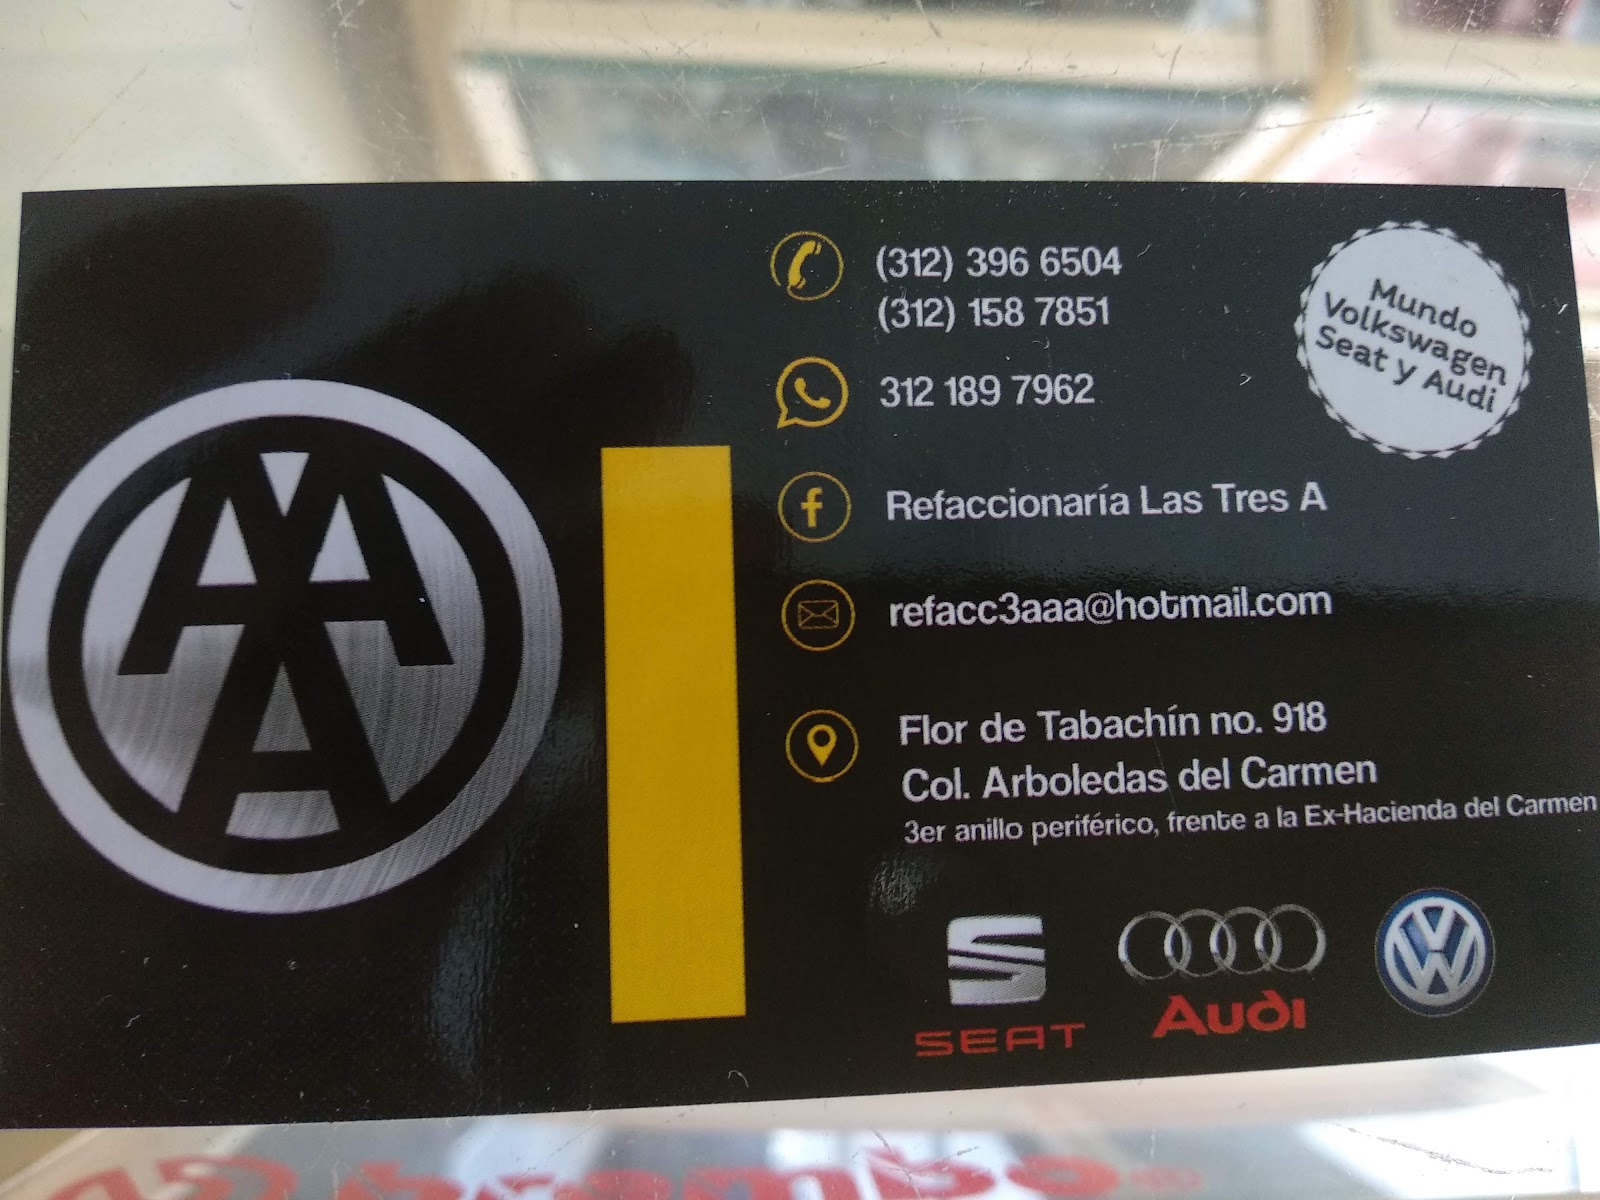 (312) 396 6504
(312) 158 7851
312 189 7962
Refaccionaría Las Tres A
refacc3aaa@hotmail.com
Flor de Tabachín no. 918
Col. Arboledas del Carmen
3er anillo periférico, frente a la Ex-Hacienda del Carmen
Mundo
Volkswagen
Seat y Audi
AAA
SEAT
Audi
brembo